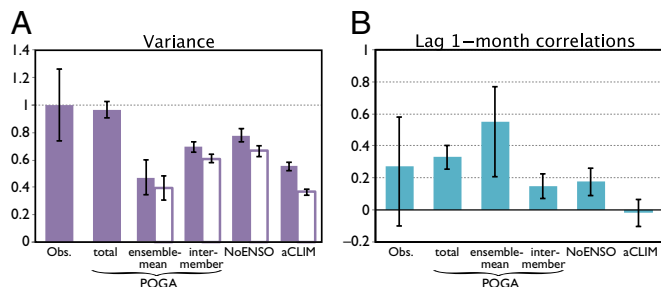 A
Variance
1.4
1.2
1
0.8
0.6
0.4
0.2
0
Obs.
total
ensemble-
mean
inter-
member
NoENSO
aCLIM
POGA
B
Lag 1−month correlations
1
0.8
0.6
0.4
0.2
0
−0.2
Obs.
total
ensemble-
mean
inter-
member
NoENSO
aCLIM
POGA